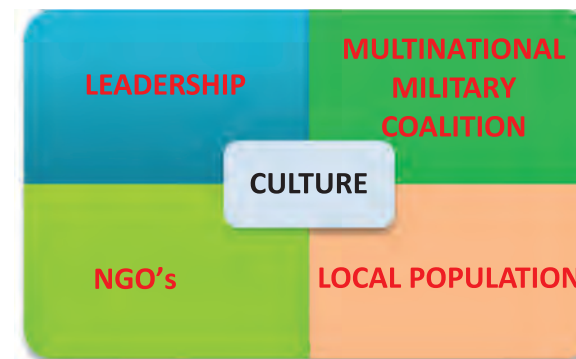 LEADERSHIP
MULTINATIONAL
MILITARY
COALITION
CULTURE
NGO's
LOCAL POPULATION